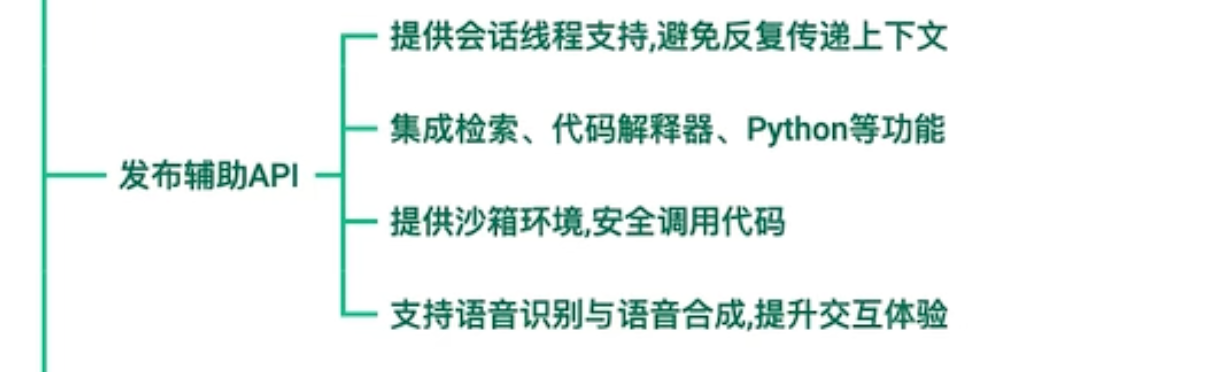 发布辅助API
提供会话线程支持,避免反复传递上下文
集成检索、代码解释器、Python等功能
提供沙箱环境,安全调用代码
支持语音识别与语音合成,提升交互体验